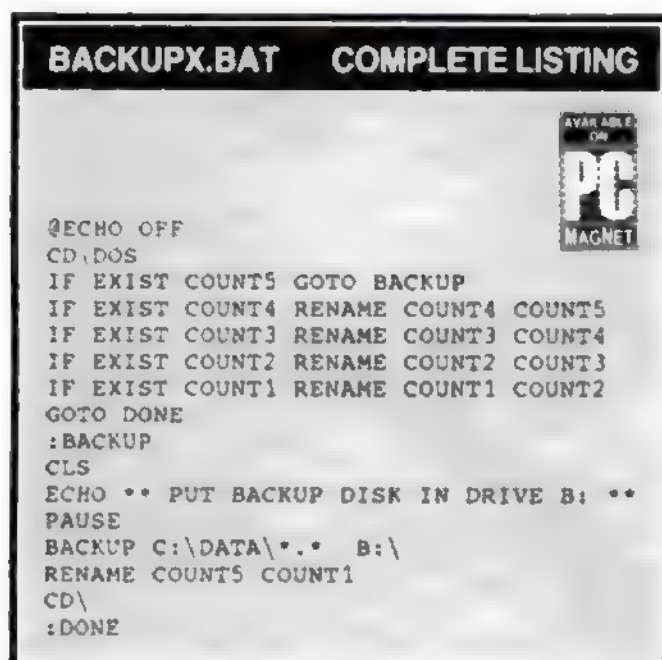 BACKUPX.BAT COMPLETE LISTING
AVAILABLE
ON
PC
MAGNET
@ECHO OFF
CD\DOS
IF EXIST COUNT5 GOTO BACKUP
IF EXIST COUNT4 RENAME COUNT4 COUNT5
IF EXIST COUNT3 RENAME COUNT3 COUNT4
IF EXIST COUNT2 RENAME COUNT2 COUNT3
IF EXIST COUNT1 RENAME COUNT1 COUNT2
GOTO DONE
:BACKUP
CLS
ECHO ** PUT BACKUP DISK IN DRIVE B: **
PAUSE
BACKUP C:\DATA\*.* B:\
RENAME COUNT5 COUNT1
CD\
:DONE